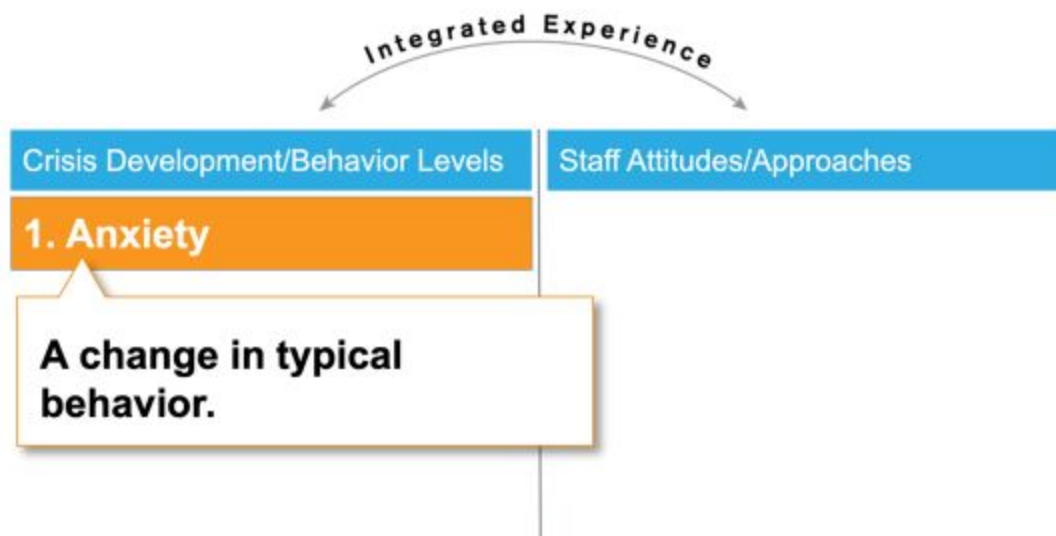 Integrated Experience
Crisis Development/Behavior Levels
Staff Attitudes/Approaches
1. Anxiety
A change in typical
behavior.